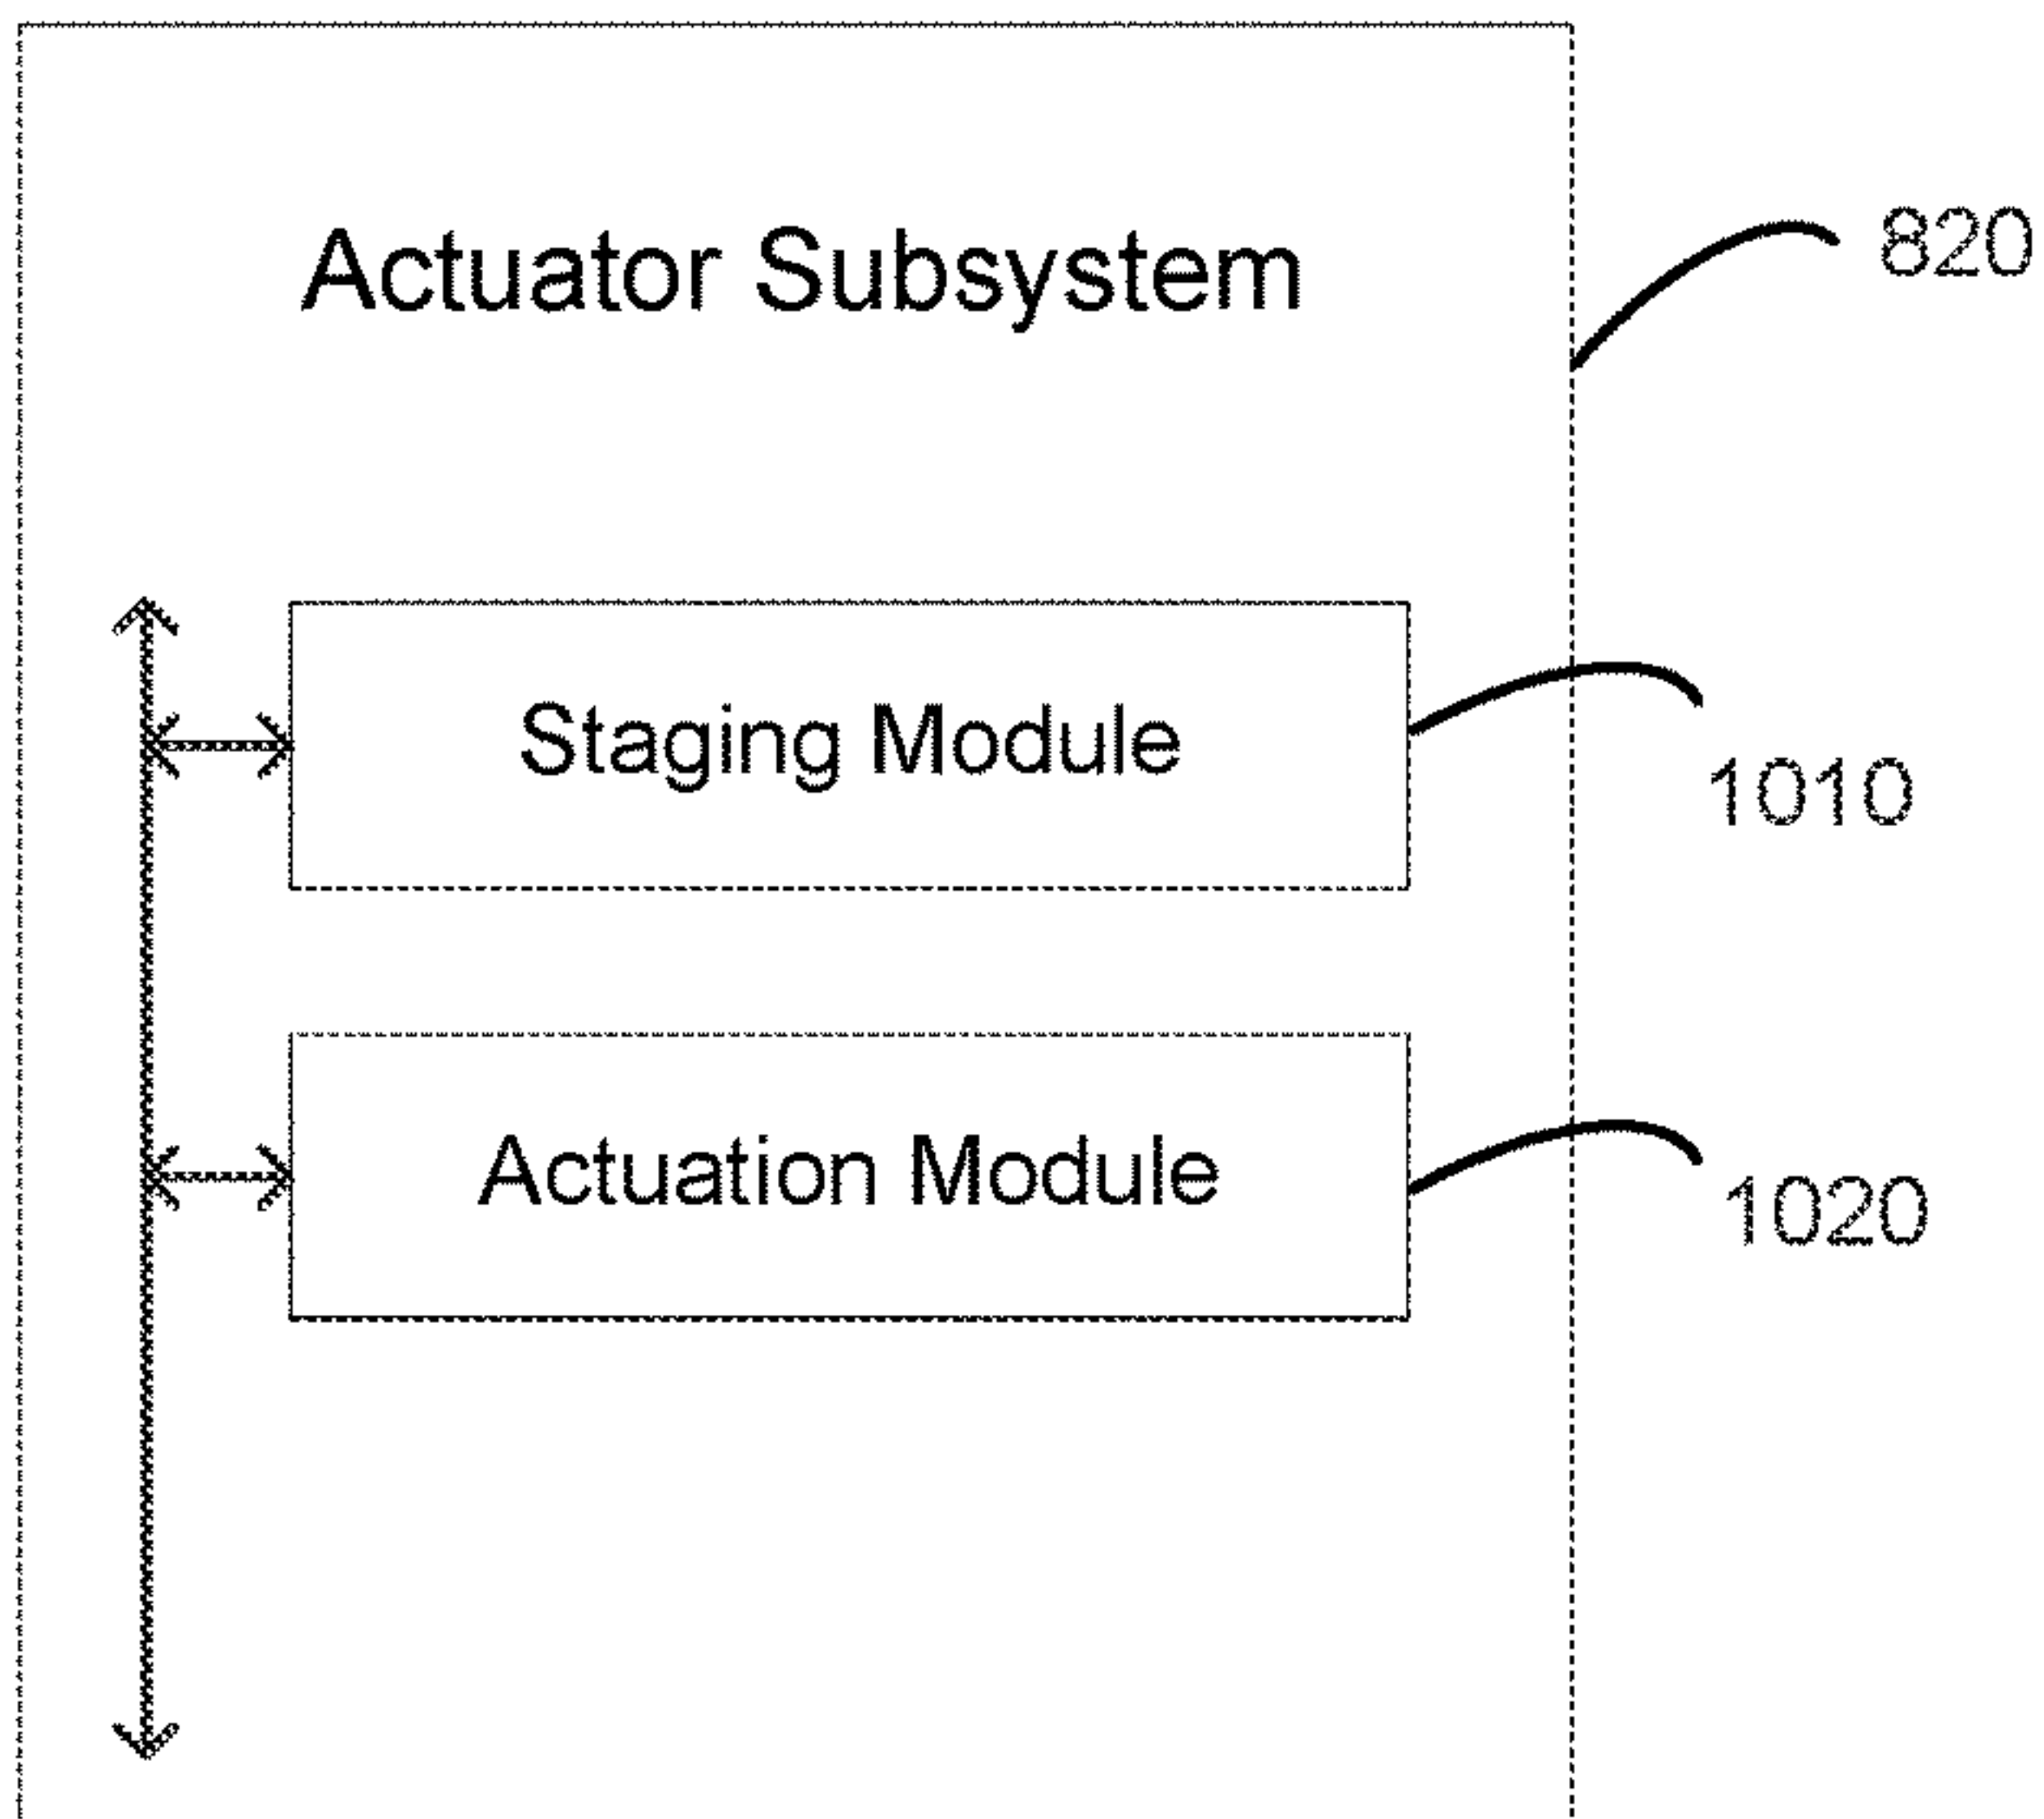 Actuator Subsystem
820
Staging Module
1010
Actuation Module
1020